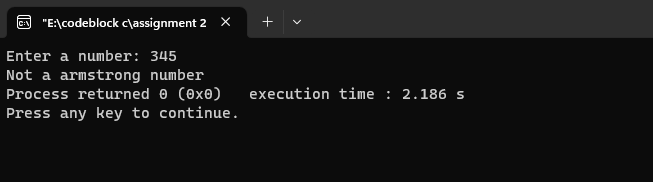 "E:\codeblock c\assignment 2
Enter a number: 345
Not a armstrong number
Process returned 0 (0x0)   execution time : 2.186 s
Press any key to continue.